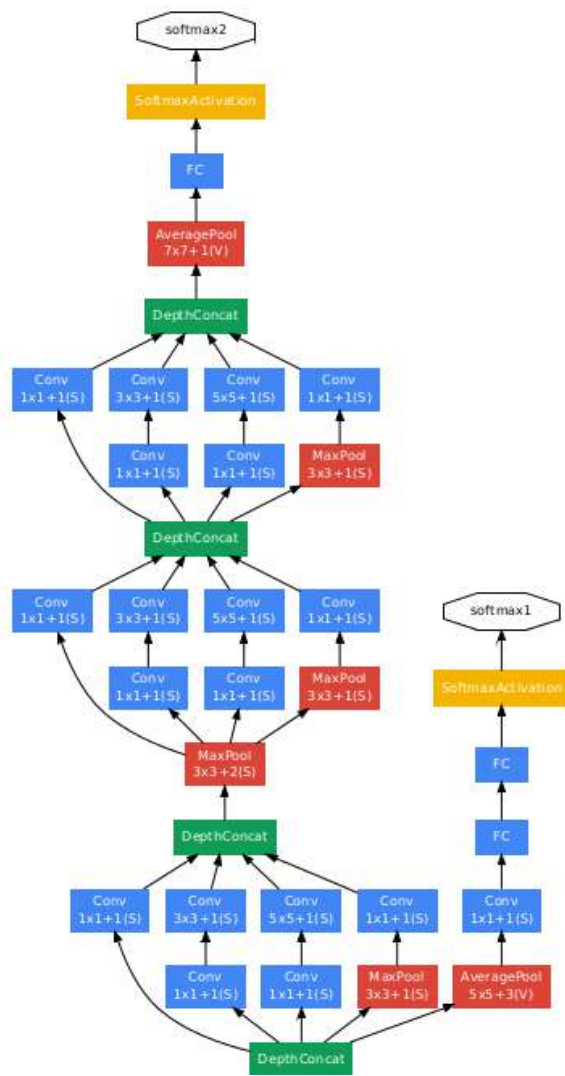 softmax2
SoftmaxActivation
FC
AveragePool
7x7+1(V)
DepthConcat
Conv Conv Conv Conv
1x1+1(S) 3x3+1(S) 5x5+1(S) 1x1+1(S)
Conv Conv MaxPool
1x1+1(S) 1x1+1(S) 3x3+1(S)
DepthConcat
Conv Conv Conv Conv
1x1+1(S) 3x3+1(S) 5x5+1(S) 1x1+1(S)
softmax1
Conv Conv MaxPool
1x1+1(S) 1x1+1(S) 3x3+1(S)
SoftmaxActivation
MaxPool
3x3+2(S)
FC
DepthConcat
FC
Conv Conv Conv Conv Conv
1x1+1(S) 3x3+1(S) 5x5+1(S) 1x1+1(S) 1x1+1(S)
Conv Conv MaxPool AveragePool
1x1+1(S) 1x1+1(S) 3x3+1(S) 5x5+3(V)
DepthConcat